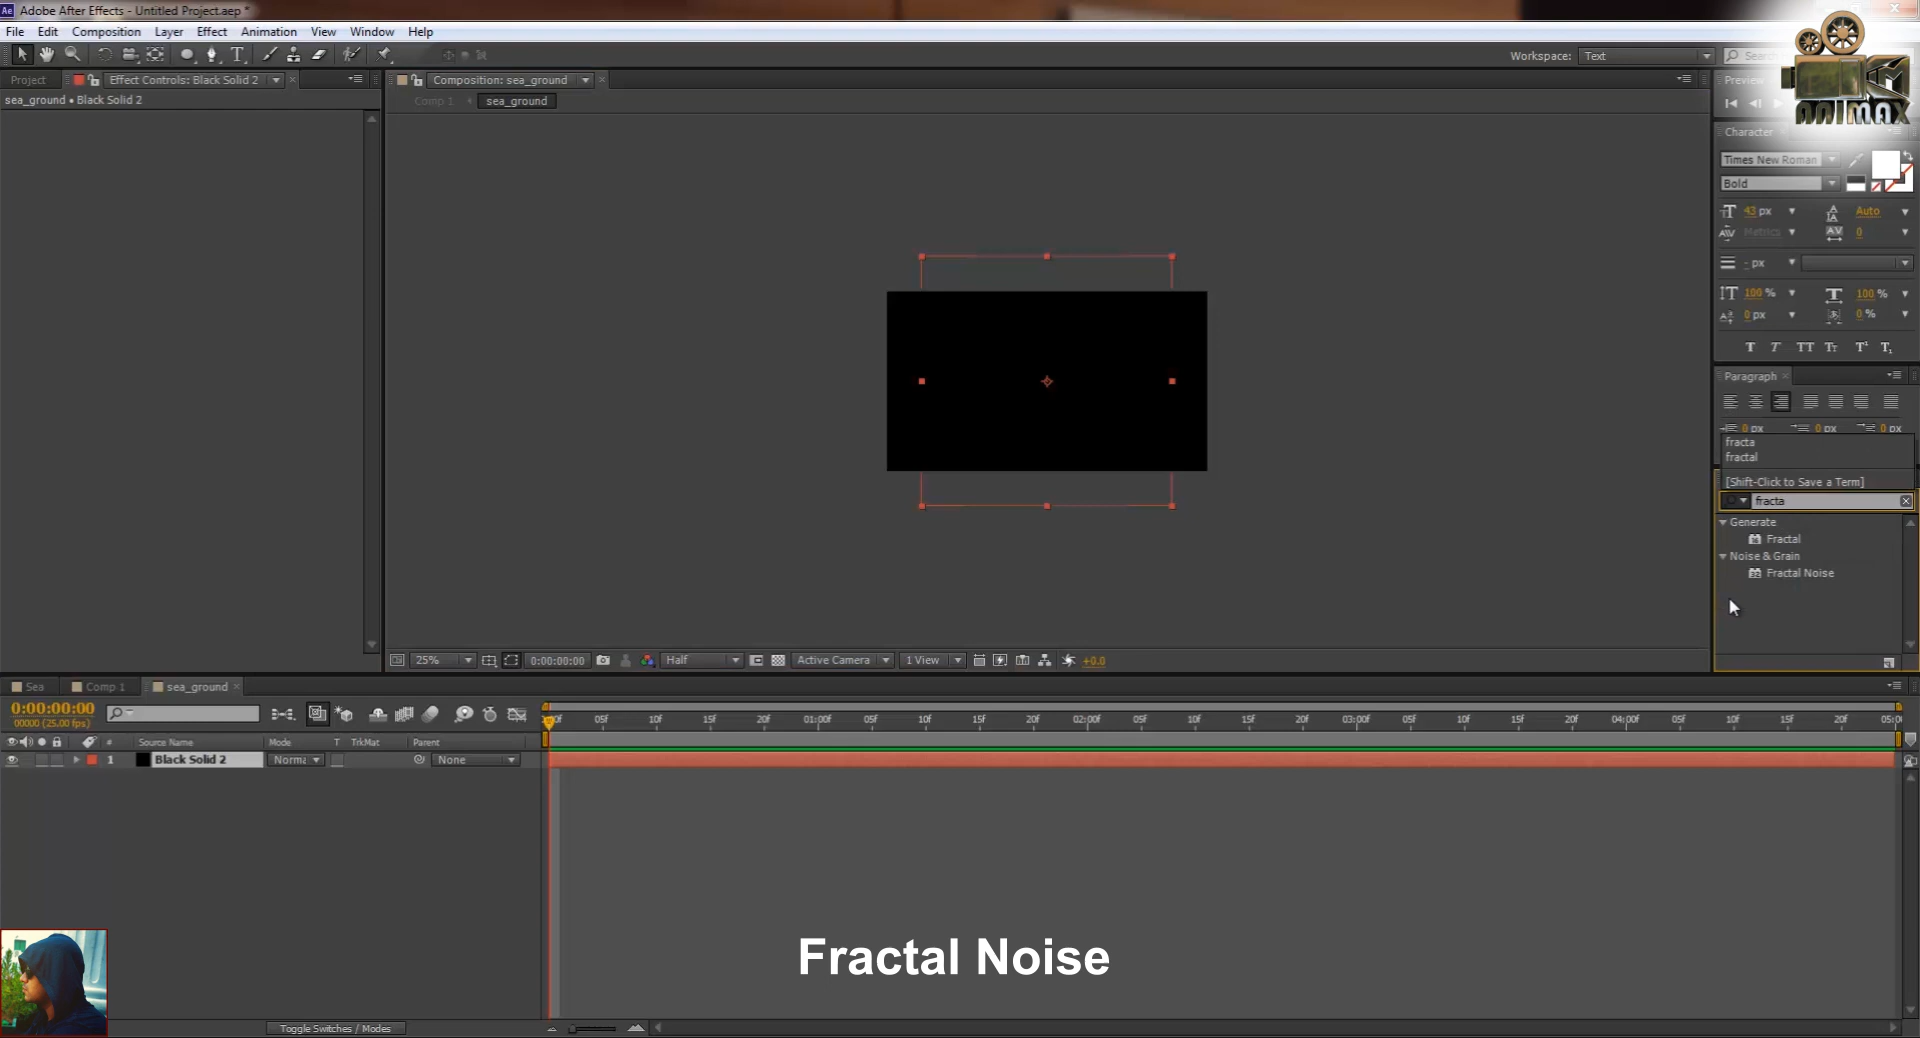 Ae Adobe After Effects - Untitled Project.aep *
File Edit Composition Layer Effect Animation View Window Help
Workspace: Text
Project Effect Controls: Black Solid 2 Composition: sea_ground Preview
sea_ground • Black Solid 2
Comp 1 sea_ground
ANIMAX
Character
Times New Roman
Bold
43 px Auto
Metrics 0
- px
100 % 100 %
0 px 0 %
T T TT Tr T¹ T₁
Paragraph
0 px 0 px 0 px
fracta
fractal
[Shift-Click to Save a Term]
fracta
Generate
Fractal
Noise & Grain
Fractal Noise
25% 0:00:00:00 Half Active Camera 1 View +0.0
Sea Comp 1 sea_ground
0:00:00:00
00000 (25.00 fps)
05f 10f 15f 20f 01:00f 05f 10f 15f 20f 02:00f 05f 10f 15f 20f 03:00f 05f 10f 15f 20f 04:00f 05f 10f 15f 20f
# Source Name Mode T TrkMat Parent
1 Black Solid 2 Norma None
Fractal Noise
Toggle Switches / Modes